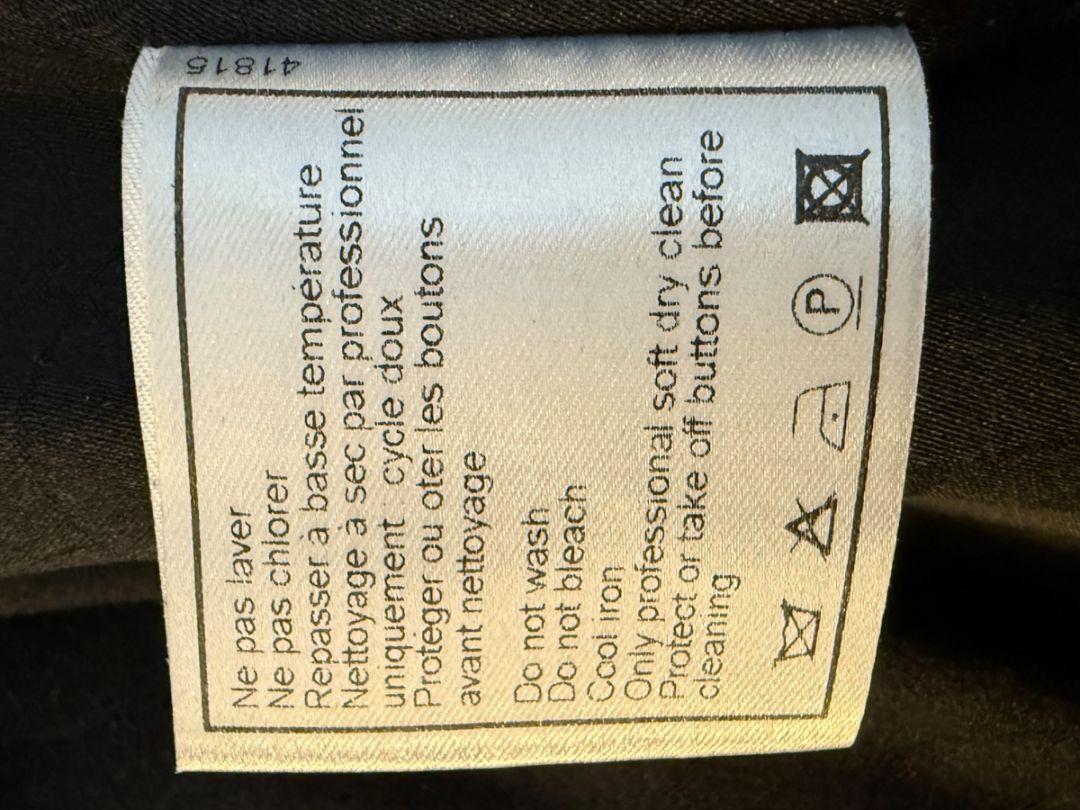 Ne pas laver
Ne pas chlorer
Repasser à basse température
Nettoyage à sec par professionnel
uniquement : cycle doux
Protéger ou oter les boutons
avant nettoyage
Do not wash
Do not bleach
Cool iron
Only professional soft dry clean
Protect or take off buttons before
cleaning
P
41815